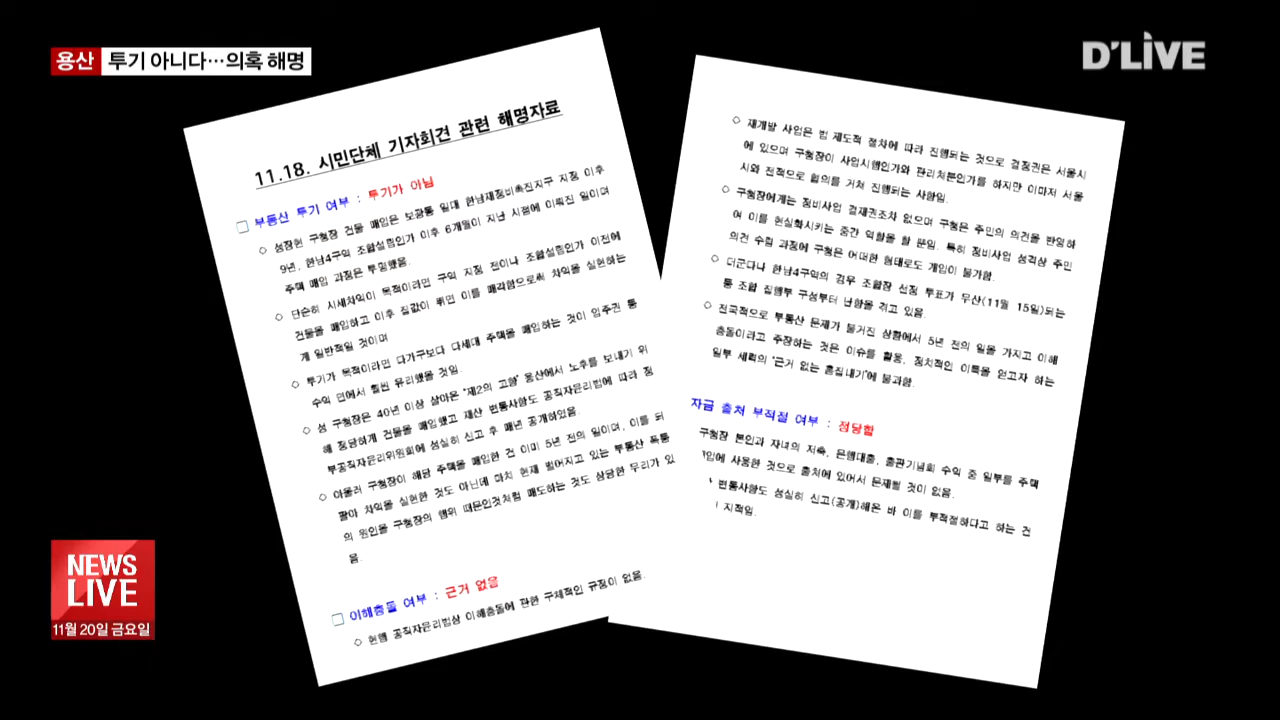 용산 투기 아니다…의혹 해명
D'LIVE
11.18. 시민단체 기자회견 관련 해명자료
□ 부동산 투기 여부 : 투기가 아님
◇ 성장현 구청장 건물 매입은 보광동 일대 한남재정비촉진지구 지정 이후
9년, 한남4구역 조합설립인가 이후 6개월이 지난 시점에 이뤄진 일이며
주택 매입 과정은 투명했음.
◇ 단순히 시세차익이 목적이라면 구역 지정 전이나 조합설립인가 이전에
건물을 매입하고 이후 집값이 뛰면 이를 매각함으로써 차익을 실현하는
게 일반적일 것이며
◇ 투기가 목적이라면 다가구보다 다세대 주택을 매입하는 것이 입주권 등
수익 면에서 훨씬 유리했을 것임.
◇ 성 구청장은 40년 이상 살아온 "제2의 고향" 용산에서 노후를 보내기 위
해 정당하게 건물을 매입했고 재산 변동사항도 공직자윤리법에 따라 정
부공직자윤리위원회에 성실히 신고 후 매년 공개하였음.
◇ 아울러 구청장이 해당 주택을 매입한 건 이미 5년 전의 일이며, 이를 되
팔아 차익을 실현한 것도 아닌데 마치 현재 벌어지고 있는 부동산 폭등
의 원인을 구청장의 행위 때문인것처럼 매도하는 것도 상당한 무리가 있
음.
□ 이해충돌 여부 : 근거 없음
◇ 현행 공직자윤리법상 이해충돌에 관한 구체적인 규정이 없음.
◇ 재개발 사업은 법 제도적 절차에 따라 진행되는 것으로 결정권은 서울시
에 있으며 구청장이 사업시행인가와 관리처분인가를 하지만 이마저 서울
시와 전적으로 협의를 거쳐 진행되는 사항임.
◇ 구청장에게는 정비사업 결재권조차 없으며 구청은 주민의 의견을 반영하
여 이를 현실화시키는 중간 역할을 할 뿐임. 특히 정비사업 성격상 주민
의견 수렴 과정에 구청은 어떠한 형태로도 개입이 불가함.
◇ 더군다나 한남4구역의 경우 조합장 선정 투표가 무산(11월 15일)되는
등 조합 집행부 구성부터 난항을 겪고 있음.
◇ 전국적으로 부동산 문제가 불거진 상황에서 5년 전의 일을 가지고 이해
충돌이라고 주장하는 것은 이슈를 활용, 정치적인 이득을 얻고자 하는
일부 세력의 "근거 없는 흠집내기"에 불과함.
자금 출처 부적절 여부 : 정당함
구청장 본인과 자녀의 저축, 은행대출, 출판기념회 수익 중 일부를 주택
매입에 사용한 것으로 출처에 있어서 문제될 것이 없음.
변동사항도 성실히 신고(공개)해온 바 이를 부적절하다고 하는 건
지적임.
NEWS
LIVE
11월 20일 금요일